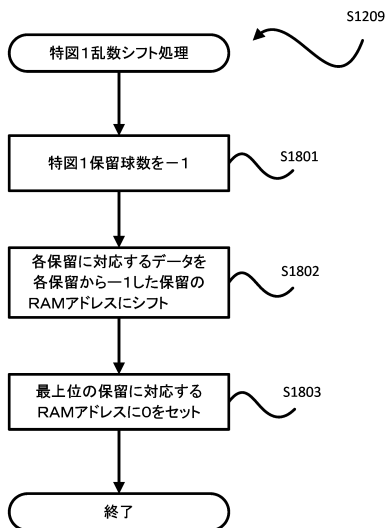 S1209
特図１乱数シフト処理
特図１保留球数を－１
S1801
各保留に対応するデータを
各保留から－１した保留の
RAMアドレスにシフト
S1802
最上位の保留に対応する
RAMアドレスに０をセット
S1803
終了